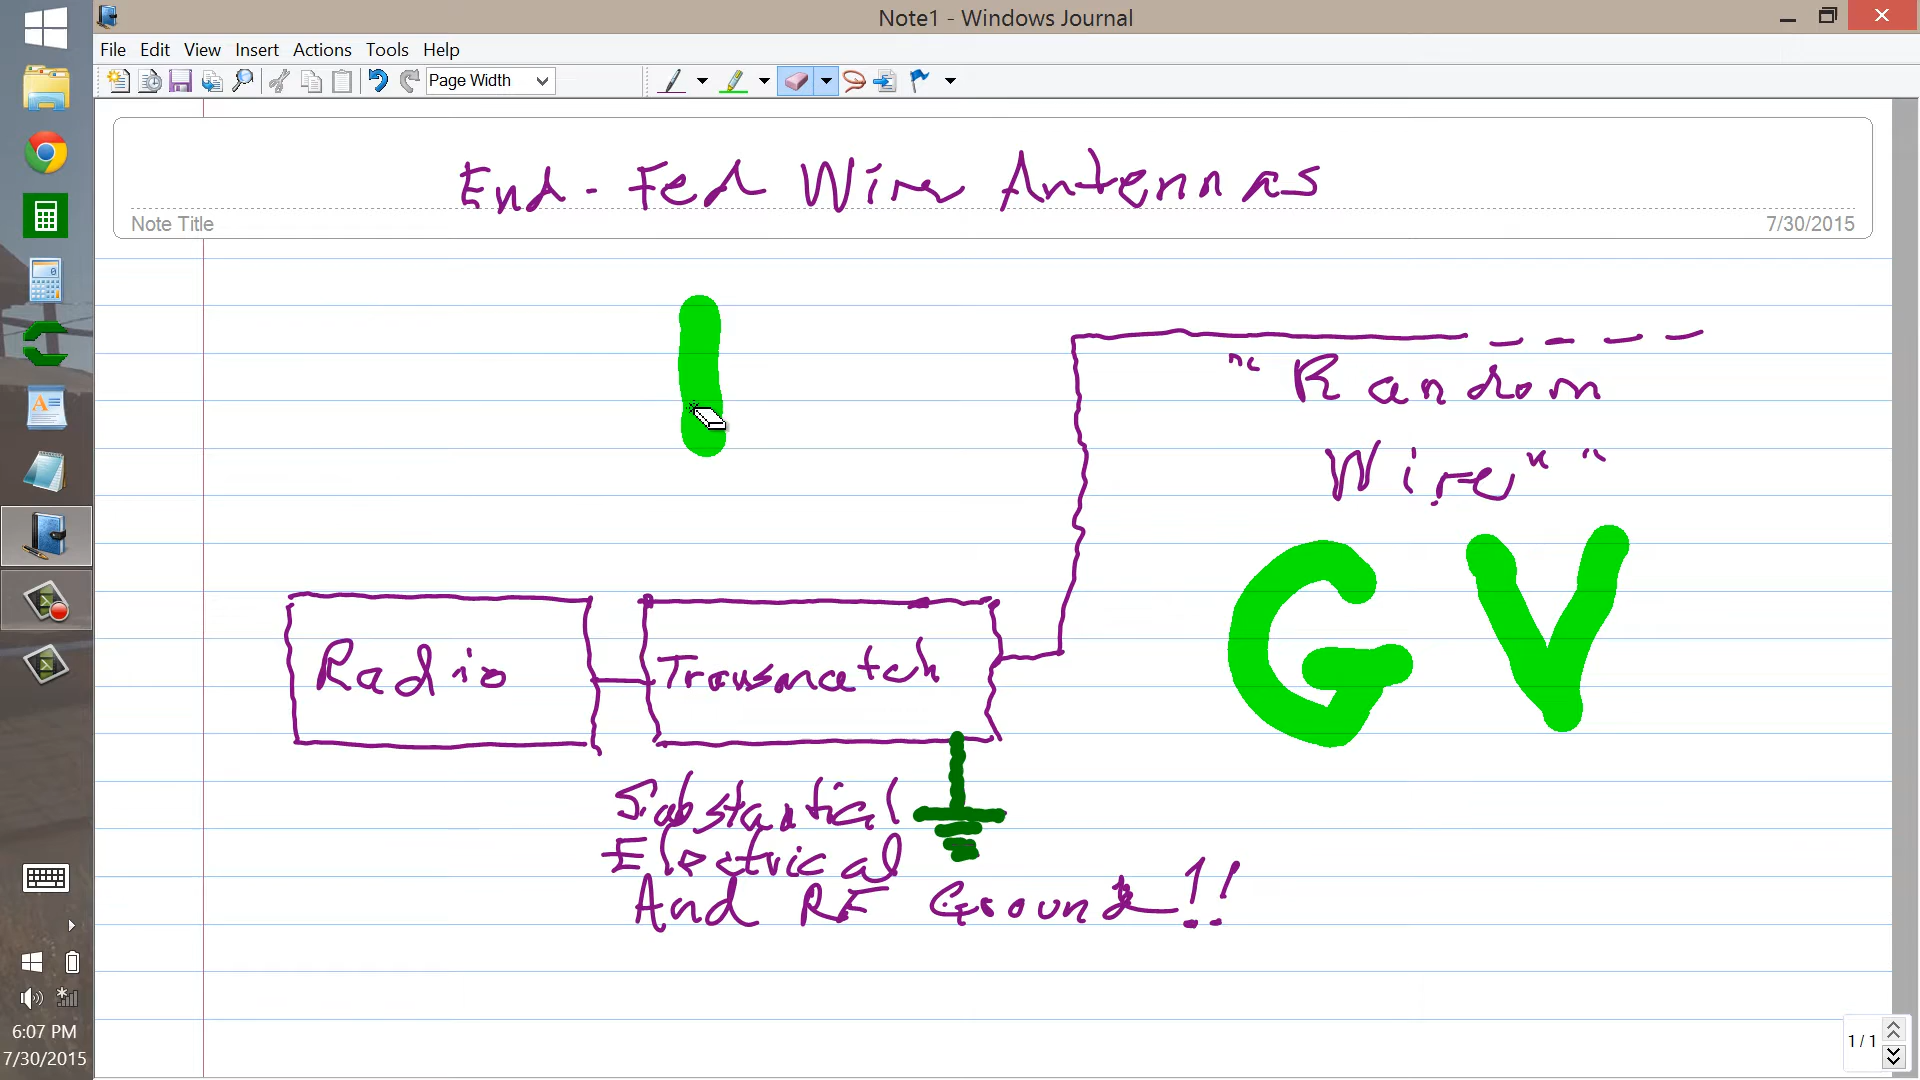 Note1 - Windows Journal
File Edit View Insert Actions Tools Help
Page Width
End-Fed Wire Antennas
Note Title
7/30/2015
"Random
Wire"
G V
Radio
Transmatch
Substantial
Electrical
And RF Ground!!
6:07 PM
7/30/2015
1 / 1